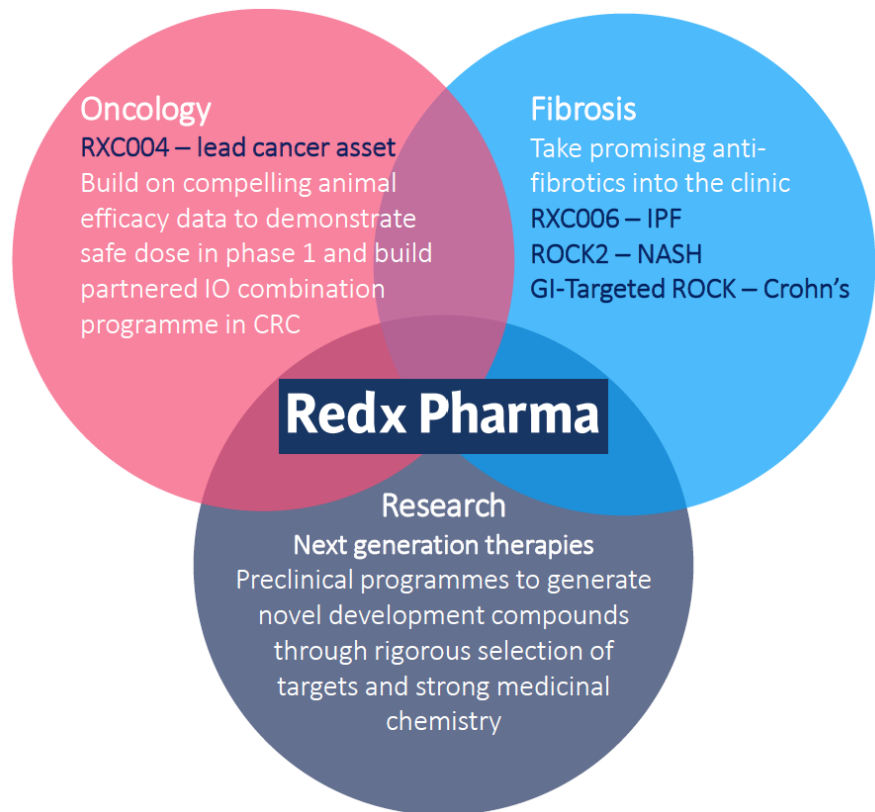 Oncology
RXC004 – lead cancer asset
Build on compelling animal
efficacy data to demonstrate
safe dose in phase 1 and build
partnered IO combination
programme in CRC
Fibrosis
Take promising anti-
fibrotics into the clinic
RXC006 – IPF
ROCK2 – NASH
GI-Targeted ROCK – Crohn’s
Redx Pharma
Research
Next generation therapies
Preclinical programmes to generate
novel development compounds
through rigorous selection of
targets and strong medicinal
chemistry